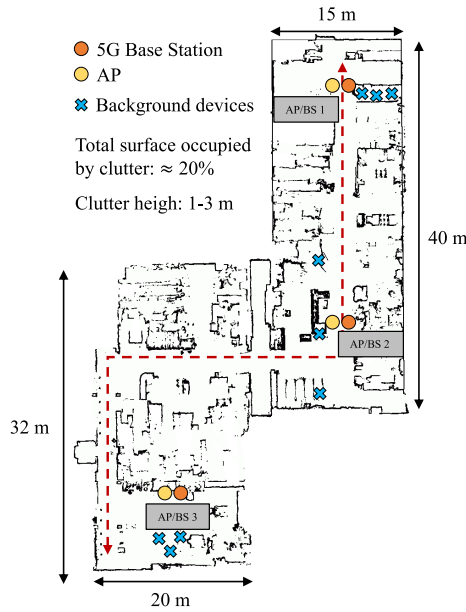 15 m
5G Base Station
AP
Background devices
AP/BS 1
Total surface occupied
by clutter: ≈ 20%
Clutter heigh: 1-3 m
40 m
AP/BS 2
32 m
AP/BS 3
20 m